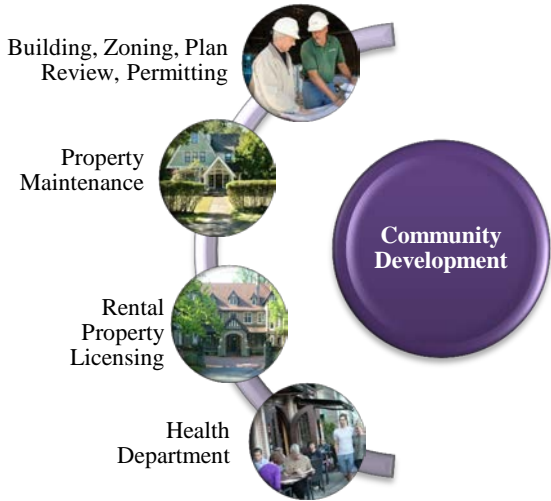 Building, Zoning, Plan
Review, Permitting
Property
Maintenance
Community
Development
Rental
Property
Licensing
Health
Department